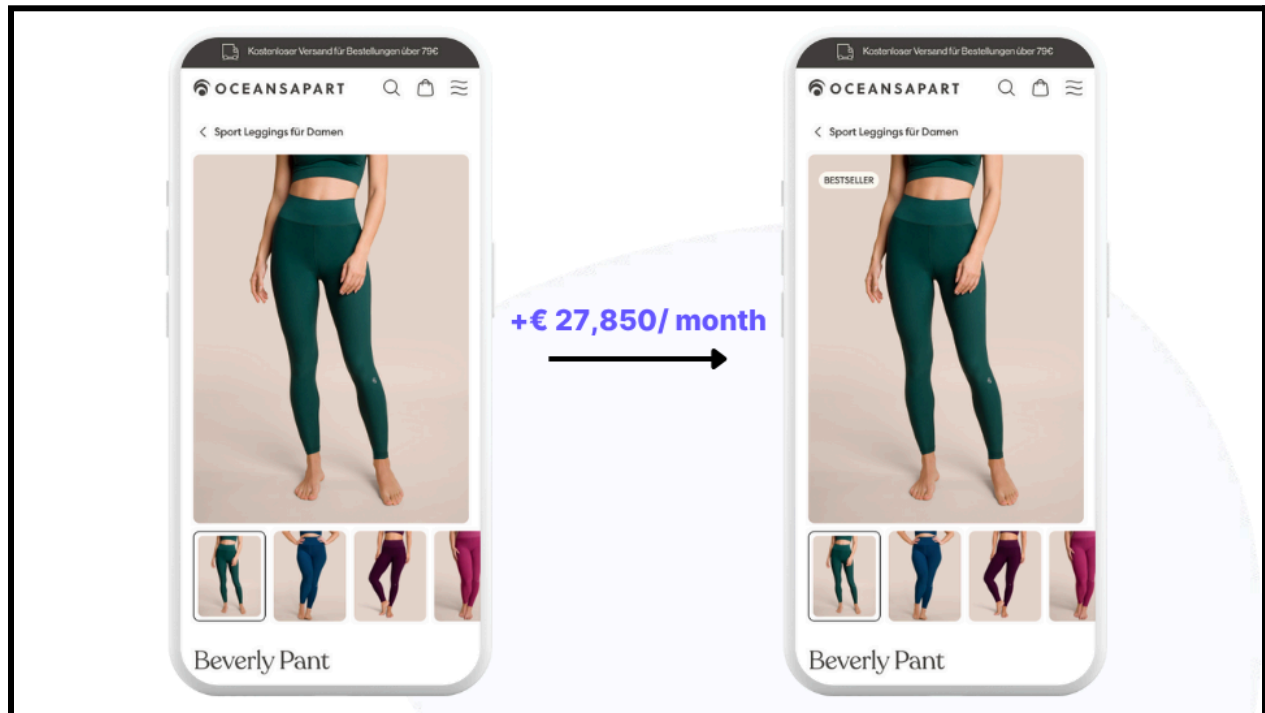 Kostenloser Versand für Bestellungen über 79€
OCEANSAPART
Sport Leggings für Damen
Beverly Pant
+€ 27,850/ month
Kostenloser Versand für Bestellungen über 79€
OCEANSAPART
Sport Leggings für Damen
BESTSELLER
Beverly Pant